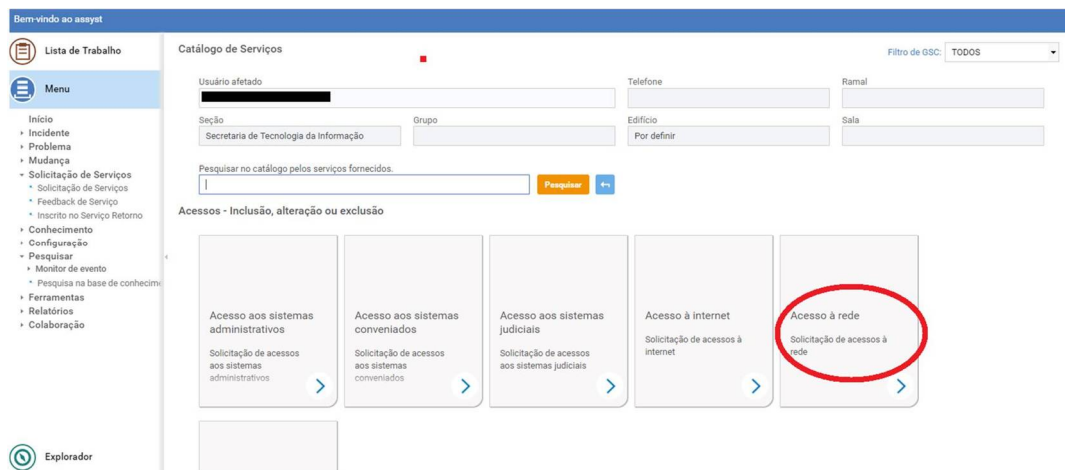 Bem-vindo ao assyst
Lista de Trabalho
Menu
Início
Incidente
Problema
Mudança
Solicitação de Serviços
Solicitação de Serviços
Feedback de Serviço
Inscrito no Serviço Retorno
Conhecimento
Configuração
Pesquisar
Monitor de evento
Pesquisa na base de conhecime
Ferramentas
Relatórios
Colaboração
Explorador
Catálogo de Serviços
Filtro de GSC: TODOS
Usuário afetado
Telefone
Ramal
Seção
Grupo
Edifício
Sala
Secretaria de Tecnologia da Informação
Por definir
Pesquisar no catálogo pelos serviços fornecidos.
Pesquisar
Acessos - Inclusão, alteração ou exclusão
Acesso aos sistemas
administrativos
Solicitação de acessos
aos sistemas
administrativos
Acesso aos sistemas
conveniados
Solicitação de acessos
aos sistemas
conveniados
Acesso aos sistemas
judiciais
Solicitação de acessos
aos sistemas judiciais
Acesso à internet
Solicitação de acessos à
internet
Acesso à rede
Solicitação de acessos à
rede